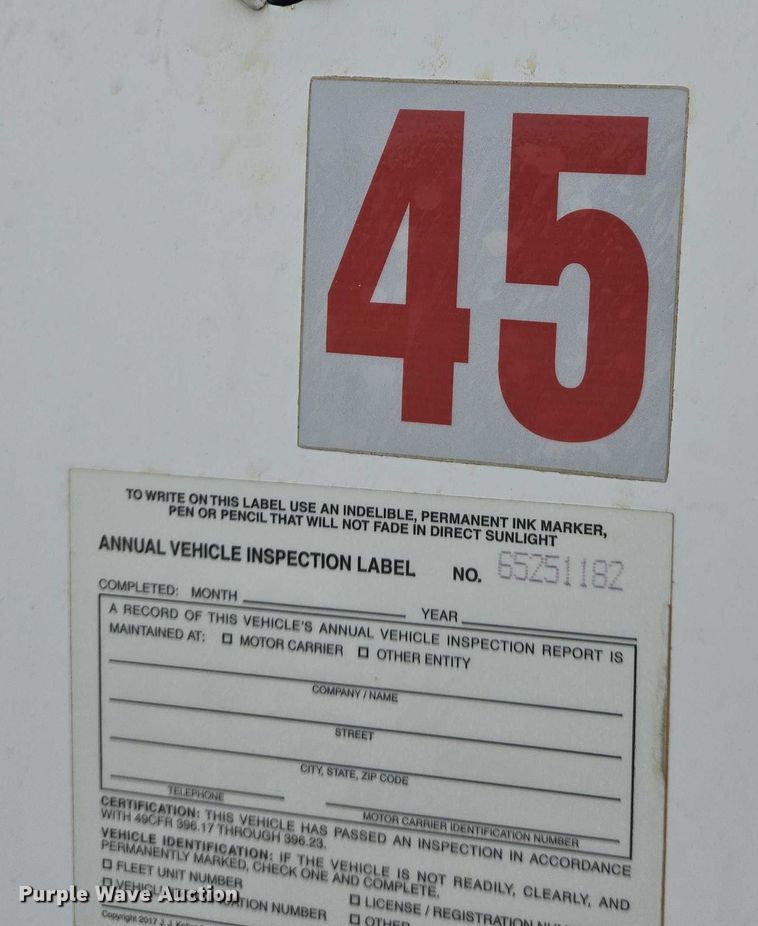 45
TO WRITE ON THIS LABEL USE AN INDELIBLE, PERMANENT INK MARKER,
PEN OR PENCIL THAT WILL NOT FADE IN DIRECT SUNLIGHT
ANNUAL VEHICLE INSPECTION LABEL NO. 65251182
COMPLETED: MONTH YEAR
A RECORD OF THIS VEHICLE'S ANNUAL VEHICLE INSPECTION REPORT IS
MAINTAINED AT: ☐ MOTOR CARRIER ☐ OTHER ENTITY
COMPANY / NAME
STREET
CITY, STATE, ZIP CODE
TELEPHONE MOTOR CARRIER IDENTIFICATION NUMBER
CERTIFICATION: THIS VEHICLE HAS PASSED AN INSPECTION IN ACCORDANCE
WITH 49CFR 396.17 THROUGH 396.23.
VEHICLE IDENTIFICATION: IF THE VEHICLE IS NOT READILY, CLEARLY, AND
PERMANENTLY MARKED, CHECK ONE AND COMPLETE.
☐ FLEET UNIT NUMBER ☐ LICENSE / REGISTRATION
☐ NUMBER ☐ OTHER
Copyright 2017 J. J.
Purple Wave Auction